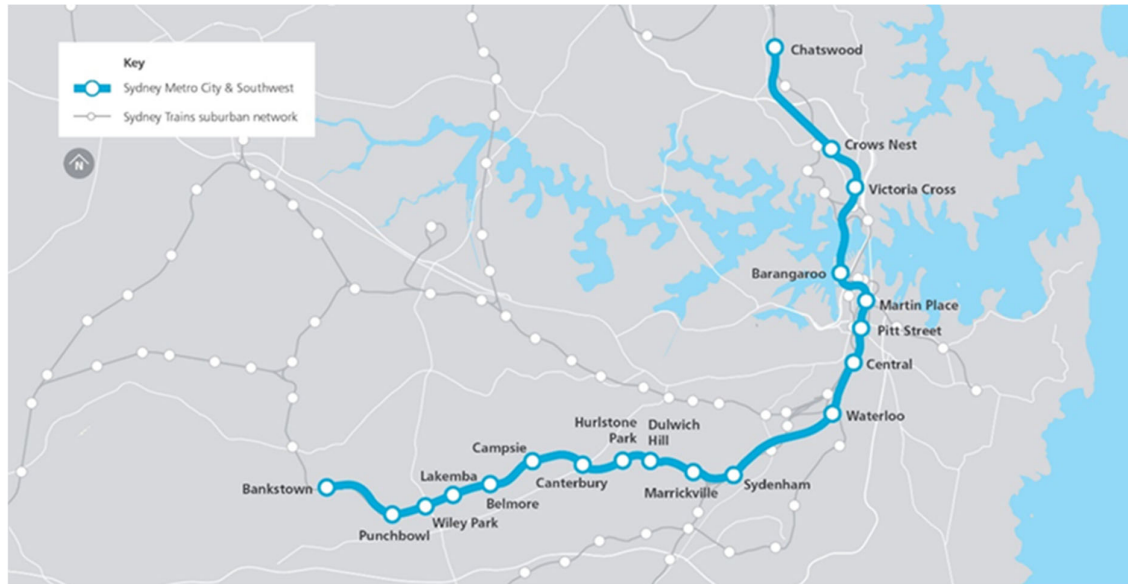 Key
Sydney Metro City & Southwest
Sydney Trains suburban network
N
Chatswood
Crows Nest
Victoria Cross
Barangaroo
Martin Place
Pitt Street
Central
Waterloo
Hurlstone
Park
Dulwich
Hill
Campsie
Canterbury
Marrickville
Sydenham
Lakemba
Belmore
Bankstown
Wiley Park
Punchbowl